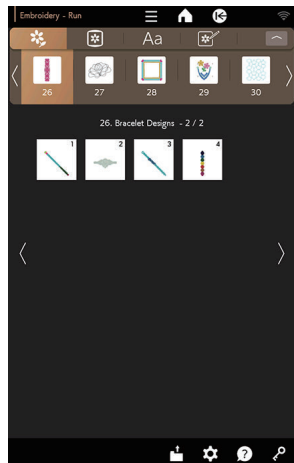 Embroidery - Run
Aa
26 27 28 29 30
26. Bracelet Designs - 2 / 2
1 2 3 4
?